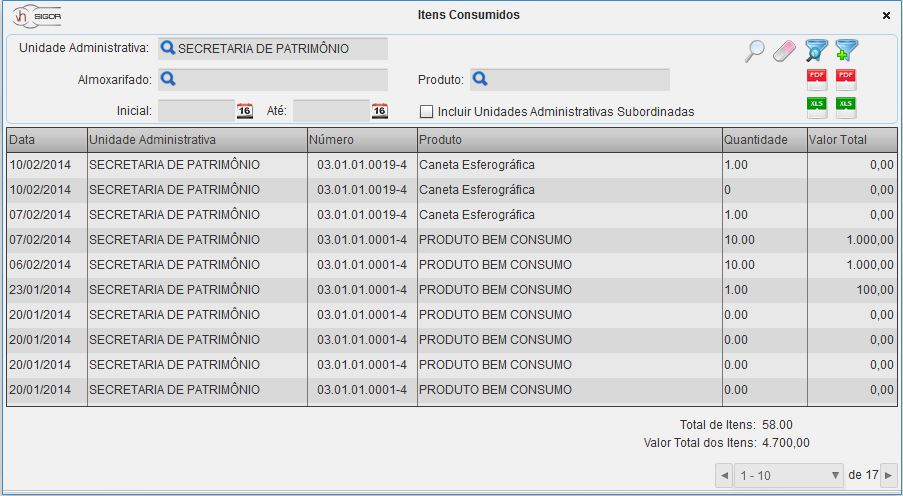 vh SIGOR
Itens Consumidos
×
Unidade Administrativa: SECRETARIA DE PATRIMÔNIO
Almoxarifado: Produto:
Inicial: 16 Até: 16 Incluir Unidades Administrativas Subordinadas
PDF PDF
XLS XLS
Data Unidade Administrativa Número Produto Quantidade Valor Total
10/02/2014 SECRETARIA DE PATRIMÔNIO 03.01.01.0019-4 Caneta Esferográfica 1.00 0,00
10/02/2014 SECRETARIA DE PATRIMÔNIO 03.01.01.0019-4 Caneta Esferográfica 0 0,00
07/02/2014 SECRETARIA DE PATRIMÔNIO 03.01.01.0019-4 Caneta Esferográfica 1.00 0,00
07/02/2014 SECRETARIA DE PATRIMÔNIO 03.01.01.0001-4 PRODUTO BEM CONSUMO 10.00 1.000,00
06/02/2014 SECRETARIA DE PATRIMÔNIO 03.01.01.0001-4 PRODUTO BEM CONSUMO 10.00 1.000,00
23/01/2014 SECRETARIA DE PATRIMÔNIO 03.01.01.0001-4 PRODUTO BEM CONSUMO 1.00 100,00
20/01/2014 SECRETARIA DE PATRIMÔNIO 03.01.01.0001-4 PRODUTO BEM CONSUMO 0.00 0,00
20/01/2014 SECRETARIA DE PATRIMÔNIO 03.01.01.0001-4 PRODUTO BEM CONSUMO 0.00 0,00
20/01/2014 SECRETARIA DE PATRIMÔNIO 03.01.01.0001-4 PRODUTO BEM CONSUMO 0.00 0,00
20/01/2014 SECRETARIA DE PATRIMÔNIO 03.01.01.0001-4 PRODUTO BEM CONSUMO 0.00 0,00
Total de Itens: 58.00
Valor Total dos Itens: 4.700,00
1 - 10 de 17